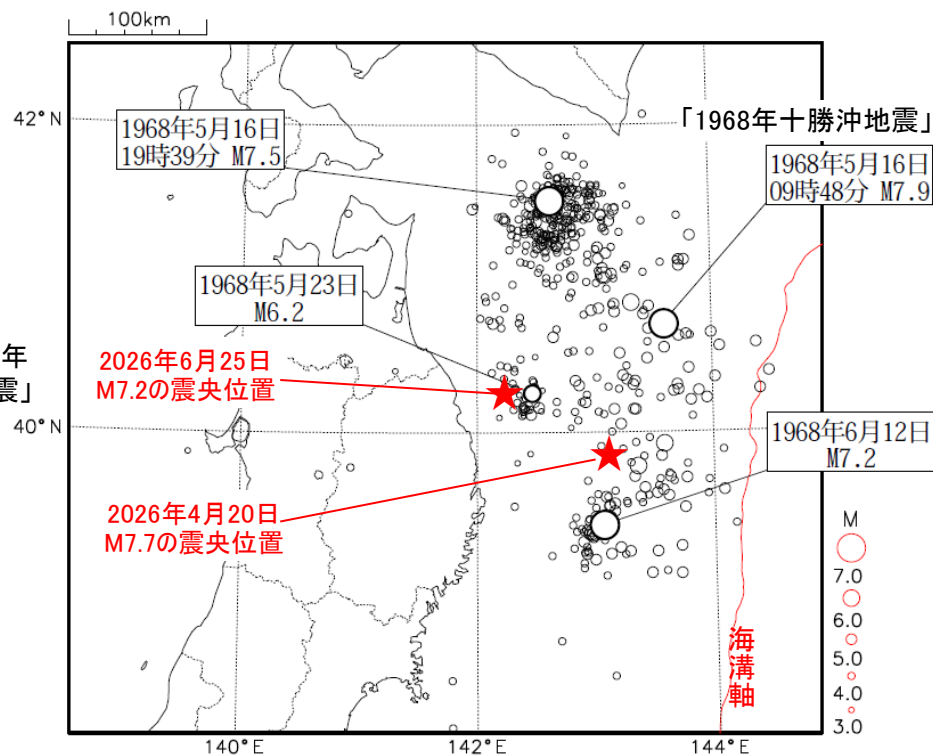 100km
42°N
1968年5月16日
19時39分 M7.5
「1968年十勝沖地震」
1968年5月16日
09時48分 M7.9
1968年5月23日
M6.2
年
震」
2026年6月25日
M7.2の震央位置
40°N
1968年6月12日
M7.2
2026年4月20日
M7.7の震央位置
M
7.0
6.0
5.0
4.0
3.0
海溝軸
140°E
142°E
144°E